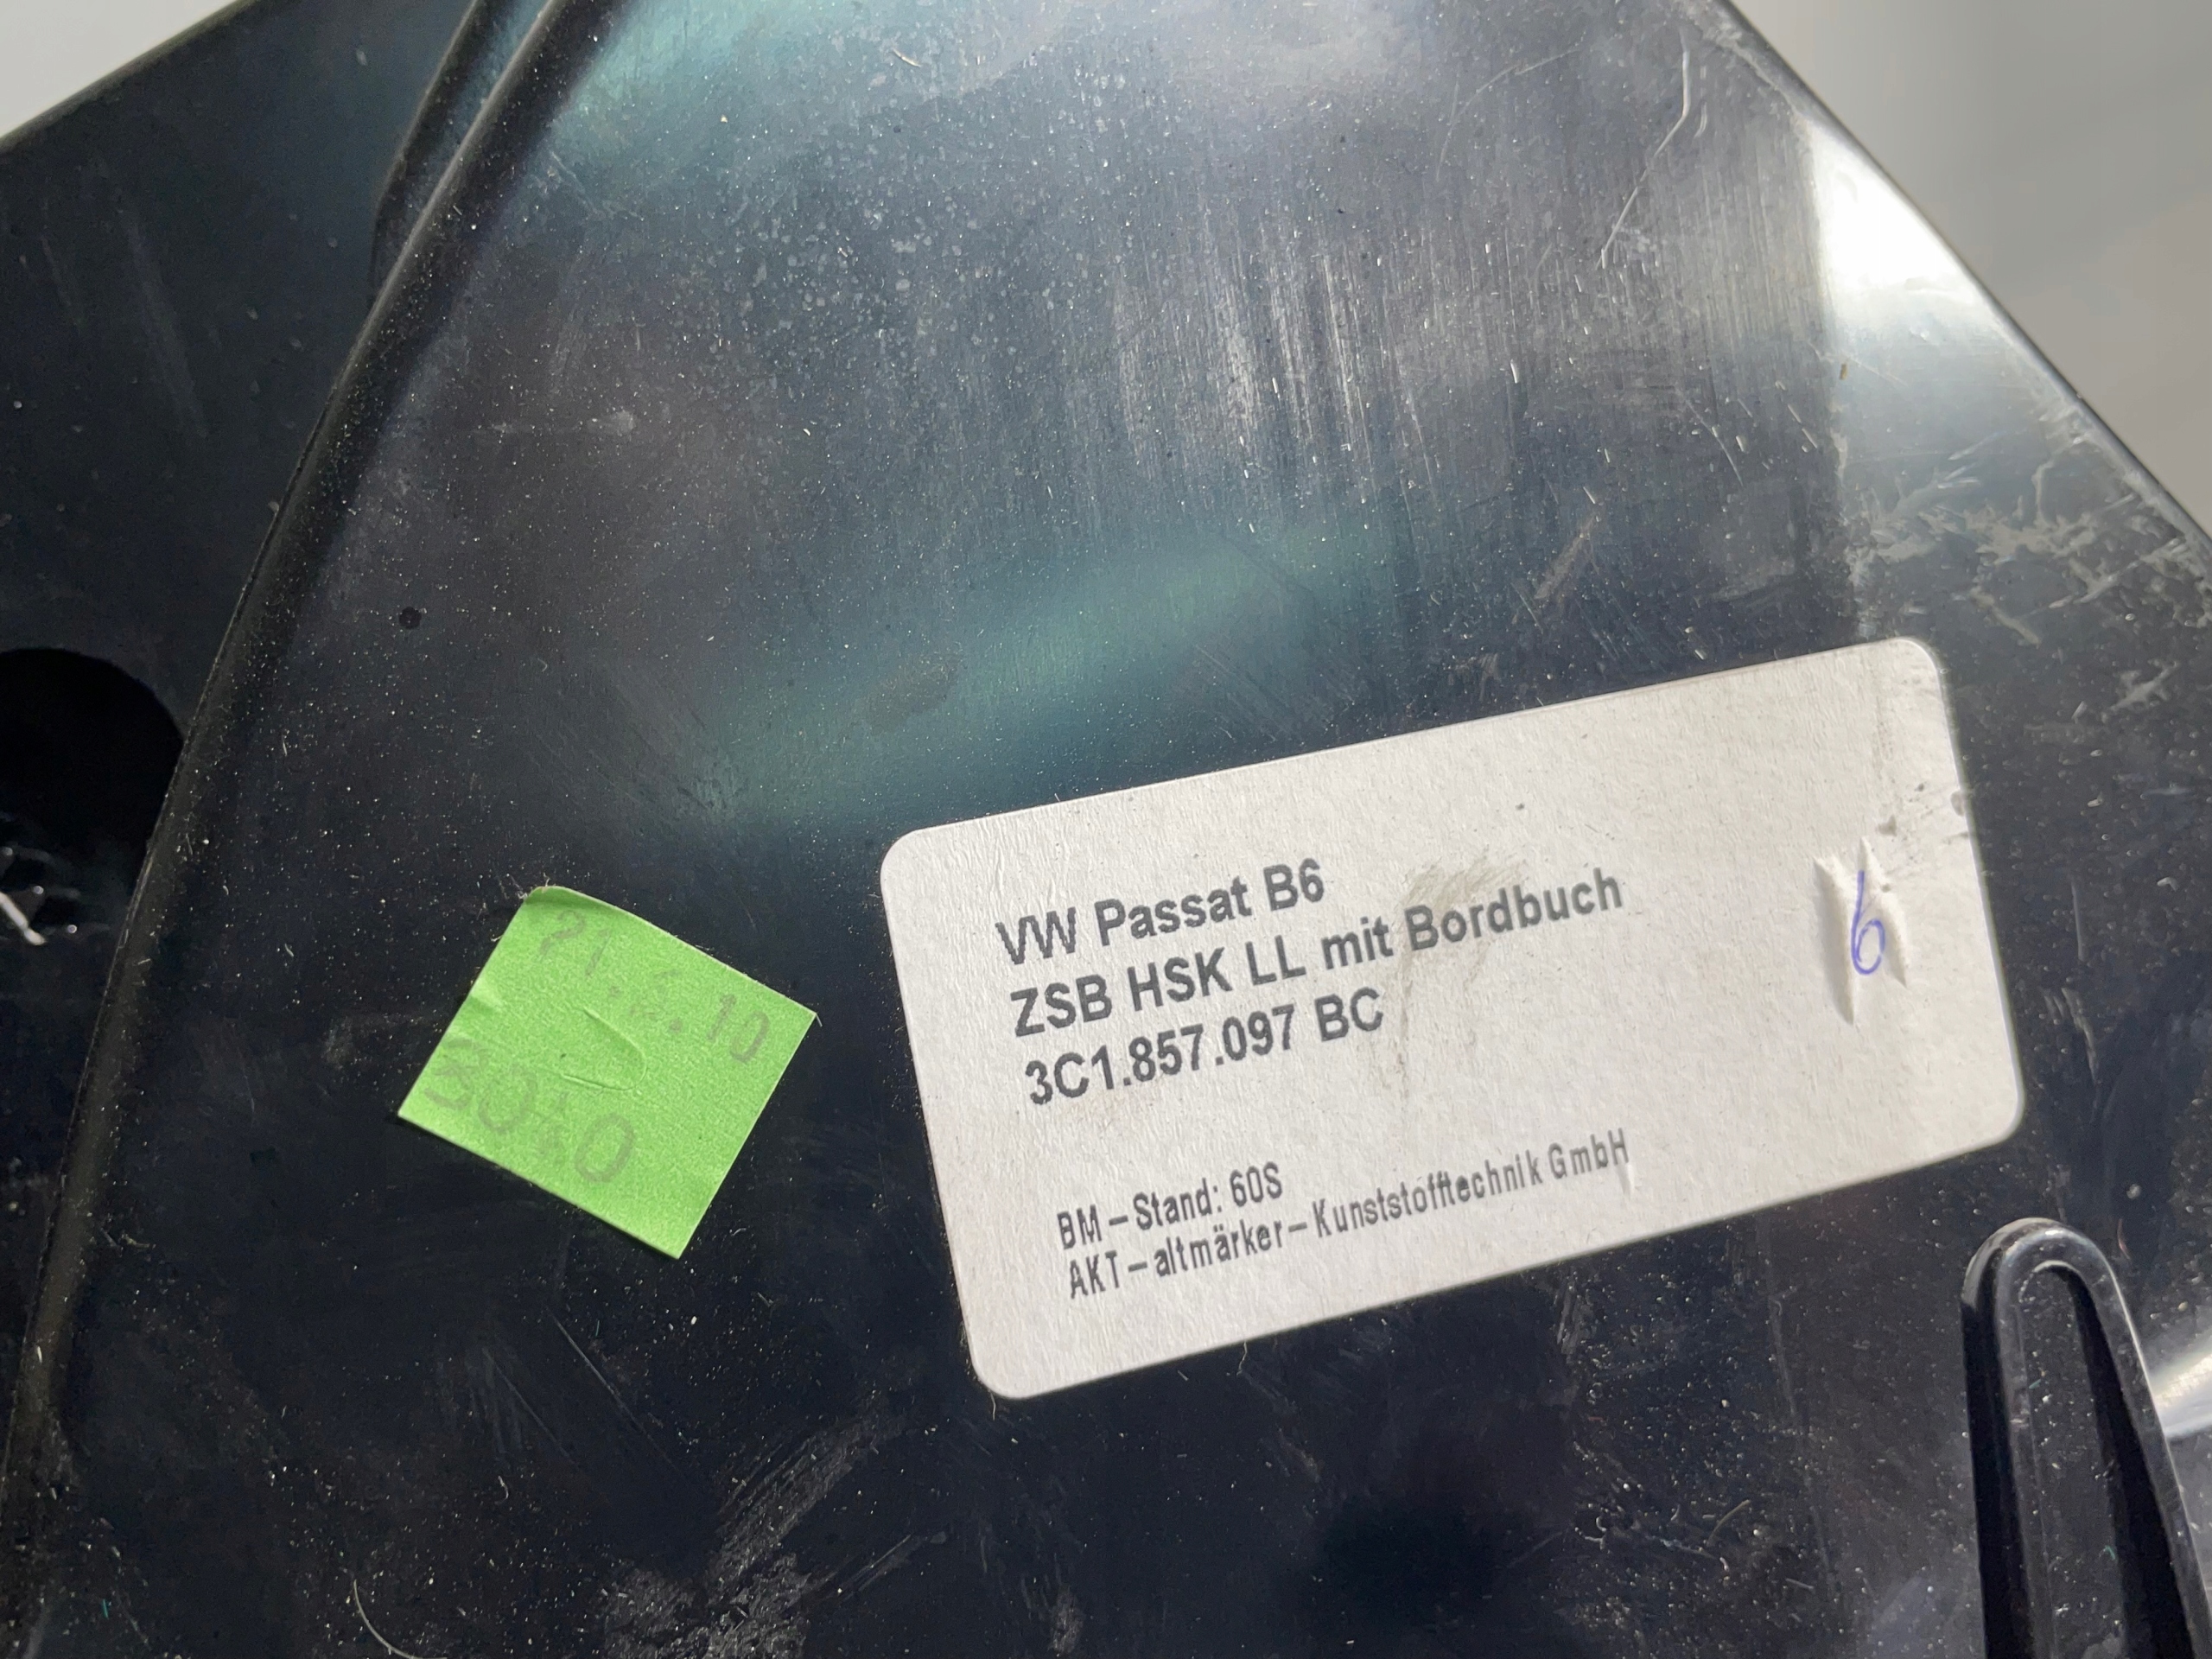 VW Passat B6
ZSB HSK LL mit Bordbuch
3C1.857.097 BC
6
BM – Stand: 60S
AKT – altmärker – Kunststofftechnik GmbH